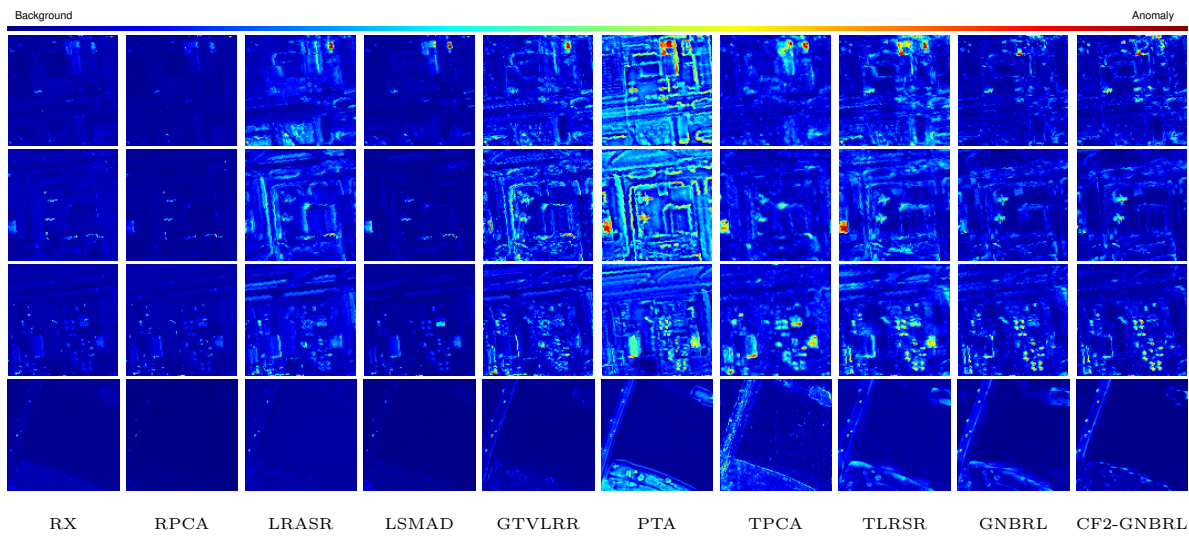 Background Anomaly
RX RPCA LRASR LSMAD GTVLRR PTA TPCA TLRSR GNBRL CF2-GNBRL